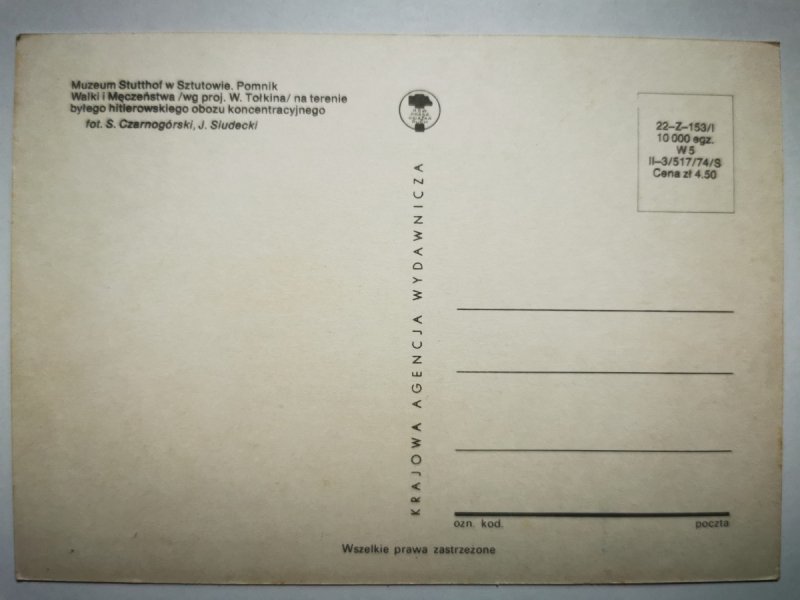 Muzeum Stutthof w Sztutowie. Pomnik
Walki i Męczeństwa /wg proj. W. Tołkina/ na terenie
byłego hitlerowskiego obozu koncentracyjnego
fot. S. Czarnogórski, J. Siudecki
KRAJOWA AGENCJA WYDAWNICZA
22-Z-153/I
10 000 egz.
W 5
II-3/517/74/S
Cena zł 4.50
ozn. kod.
poczta
Wszelkie prawa zastrzeżone